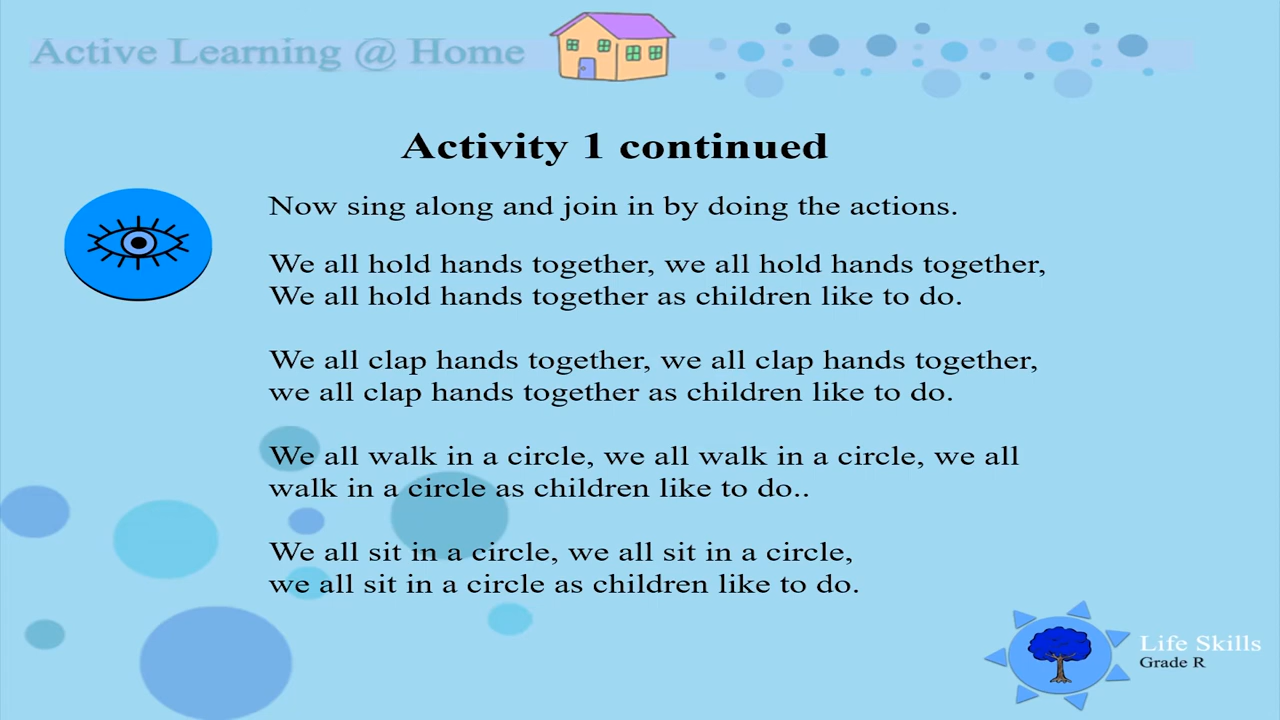 Active Learning @ Home
Activity 1 continued
Now sing along and join in by doing the actions.
We all hold hands together, we all hold hands together,
We all hold hands together as children like to do.
We all clap hands together, we all clap hands together,
we all clap hands together as children like to do.
We all walk in a circle, we all walk in a circle, we all
walk in a circle as children like to do..
We all sit in a circle, we all sit in a circle,
we all sit in a circle as children like to do.
Life Skills
Grade R